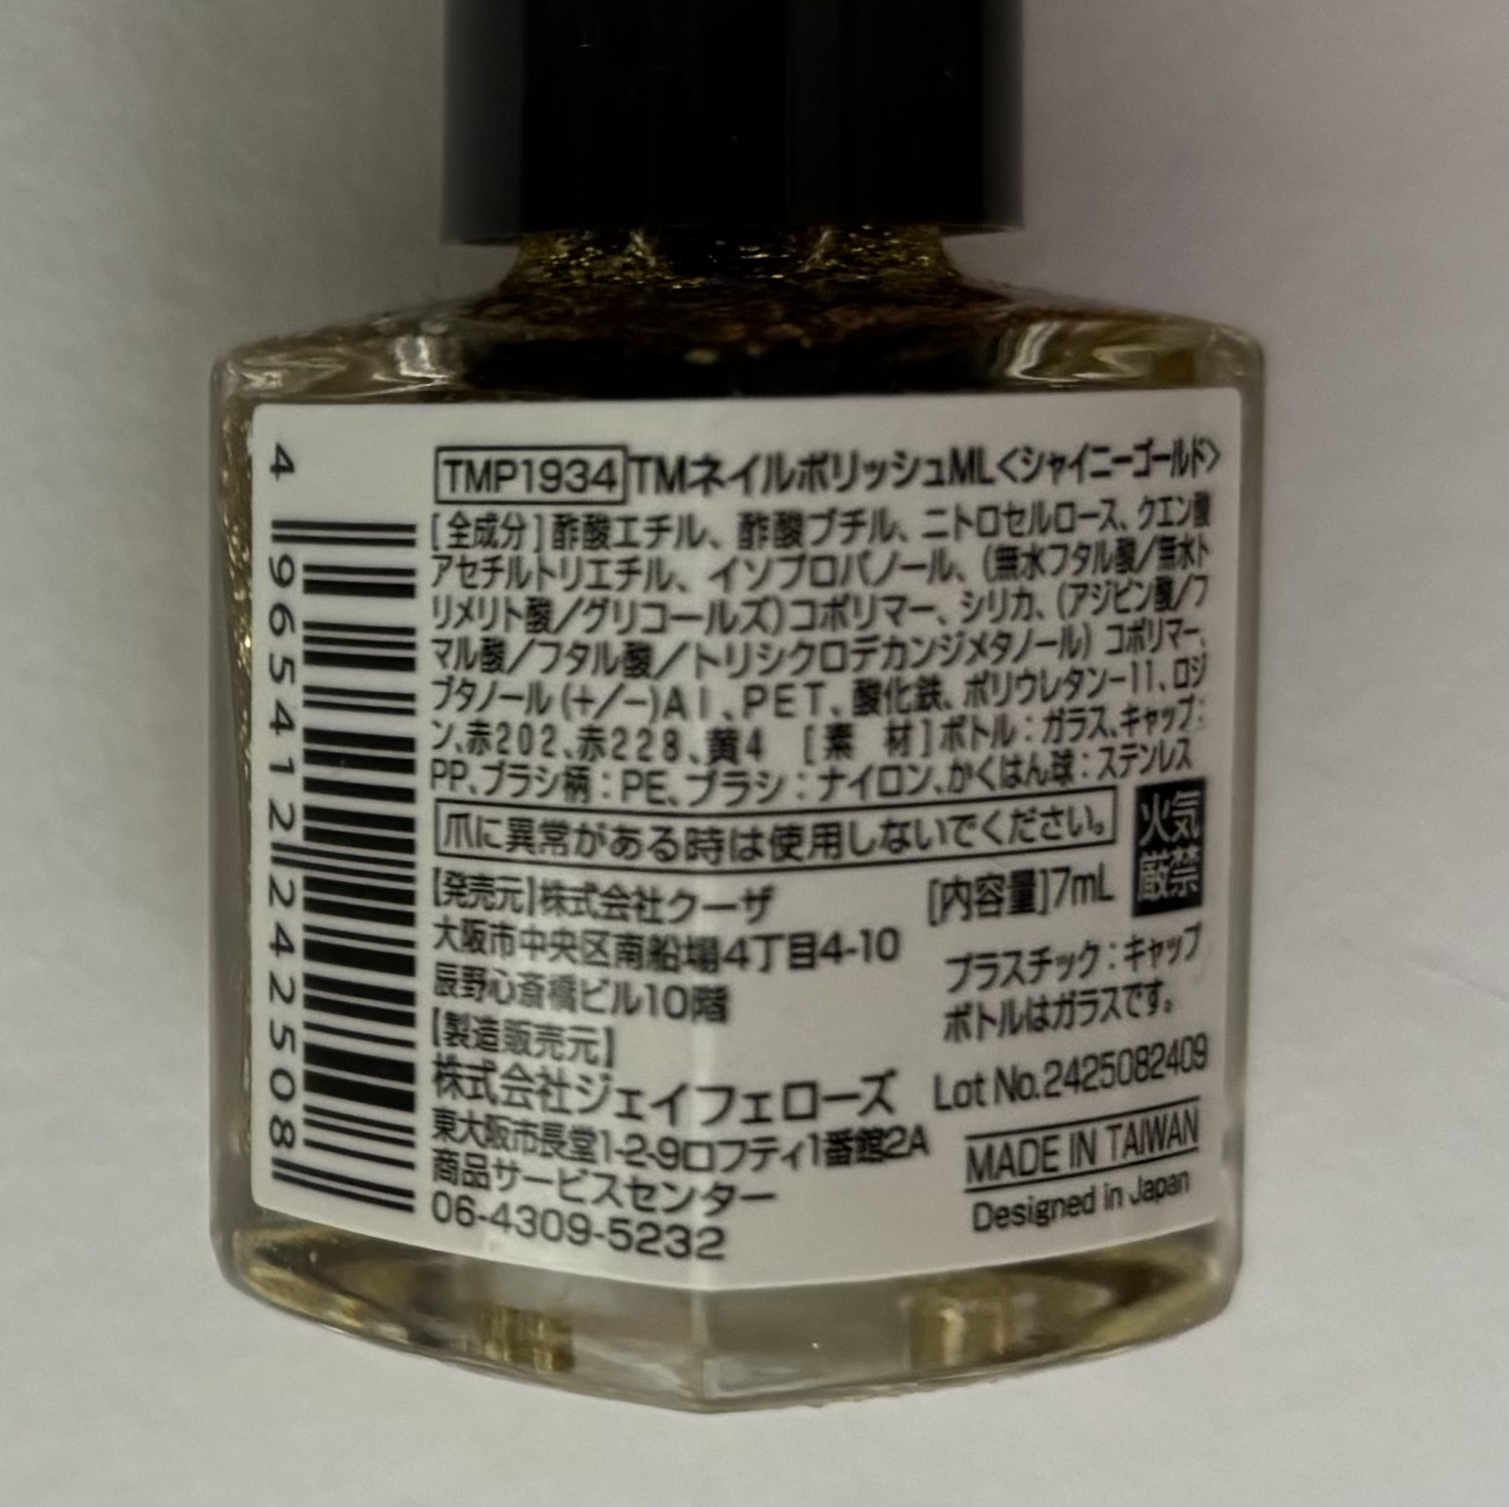 TMP1934 TMネイルポリッシュML<シャイニーゴールド>
[全成分]酢酸エチル、酢酸ブチル、ニトロセルロース、クエン酸
アセチルトリエチル、イソプロパノール、(無水フタル酸/無水ト
リメリト酸/グリコールズ)コポリマー、シリカ、(アジピン酸/フ
マル酸/フタル酸/トリシクロデカンジメタノール)コポリマー、
ブタノール(+/-)Al、PET、酸化鉄、ポリウレタン-11、ロジ
ン、赤202、赤228、黄4 [素 材]ボトル:ガラス、キャップ:
PP、ブラシ柄:PE、ブラシ:ナイロン、かくはん球:ステンレス
爪に異常がある時は使用しないでください。
火気
厳禁
[発売元]株式会社クーザ
大阪市中央区南船場4丁目4-10
辰野心斎橋ビル10階
[製造販売元]
株式会社ジェイフェローズ
東大阪市長堂1-2-9ロフティ1番館2A
商品サービスセンター
06-4309-5232
[内容量]7mL
プラスチック:キャップ
ボトルはガラスです。
Lot No.2425082409
MADE IN TAIWAN
Designed in Japan
4 965412 242508